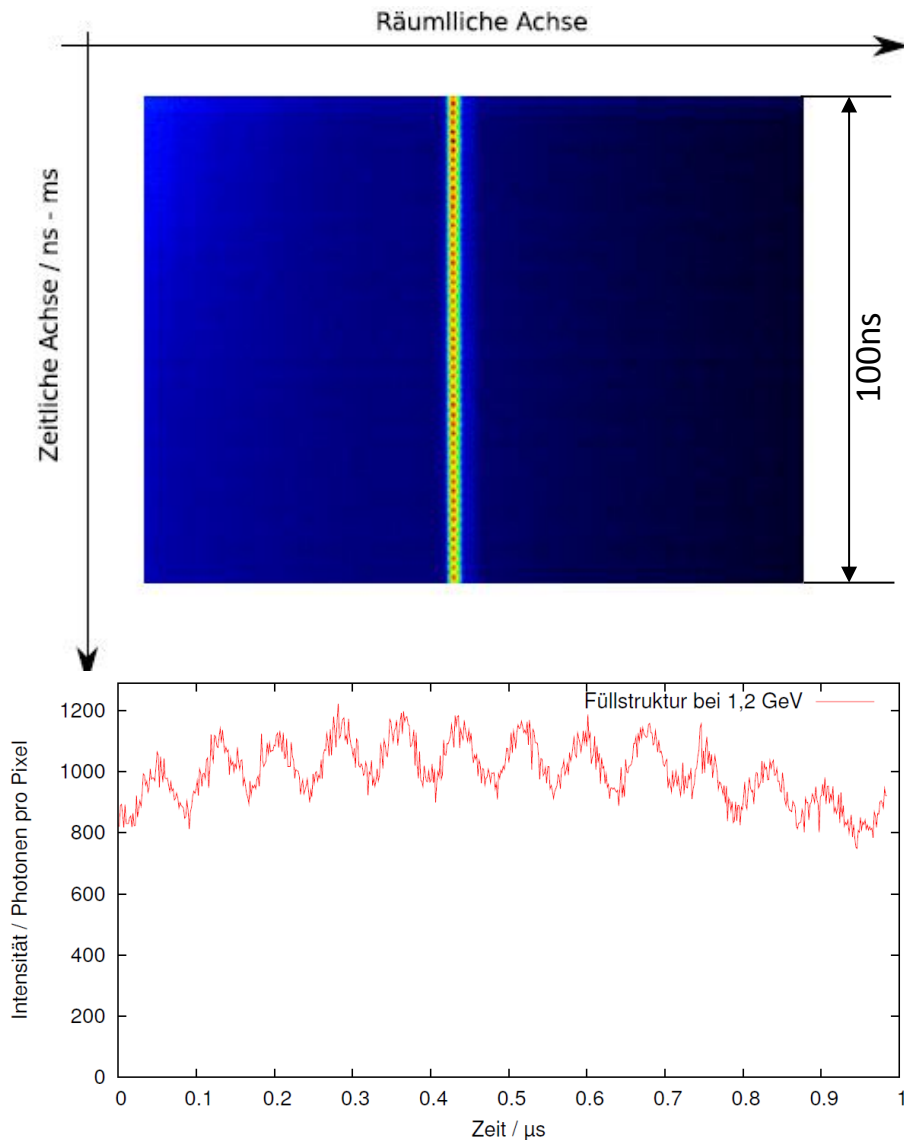 Räumlliche Achse
Zeitliche Achse / ns - ms
100ns
Füllstruktur bei 1,2 GeV
Intensität / Photonen pro Pixel
1200
1000
800
600
400
200
0
0 0.1 0.2 0.3 0.4 0.5 0.6 0.7 0.8 0.9 1
Zeit / µs